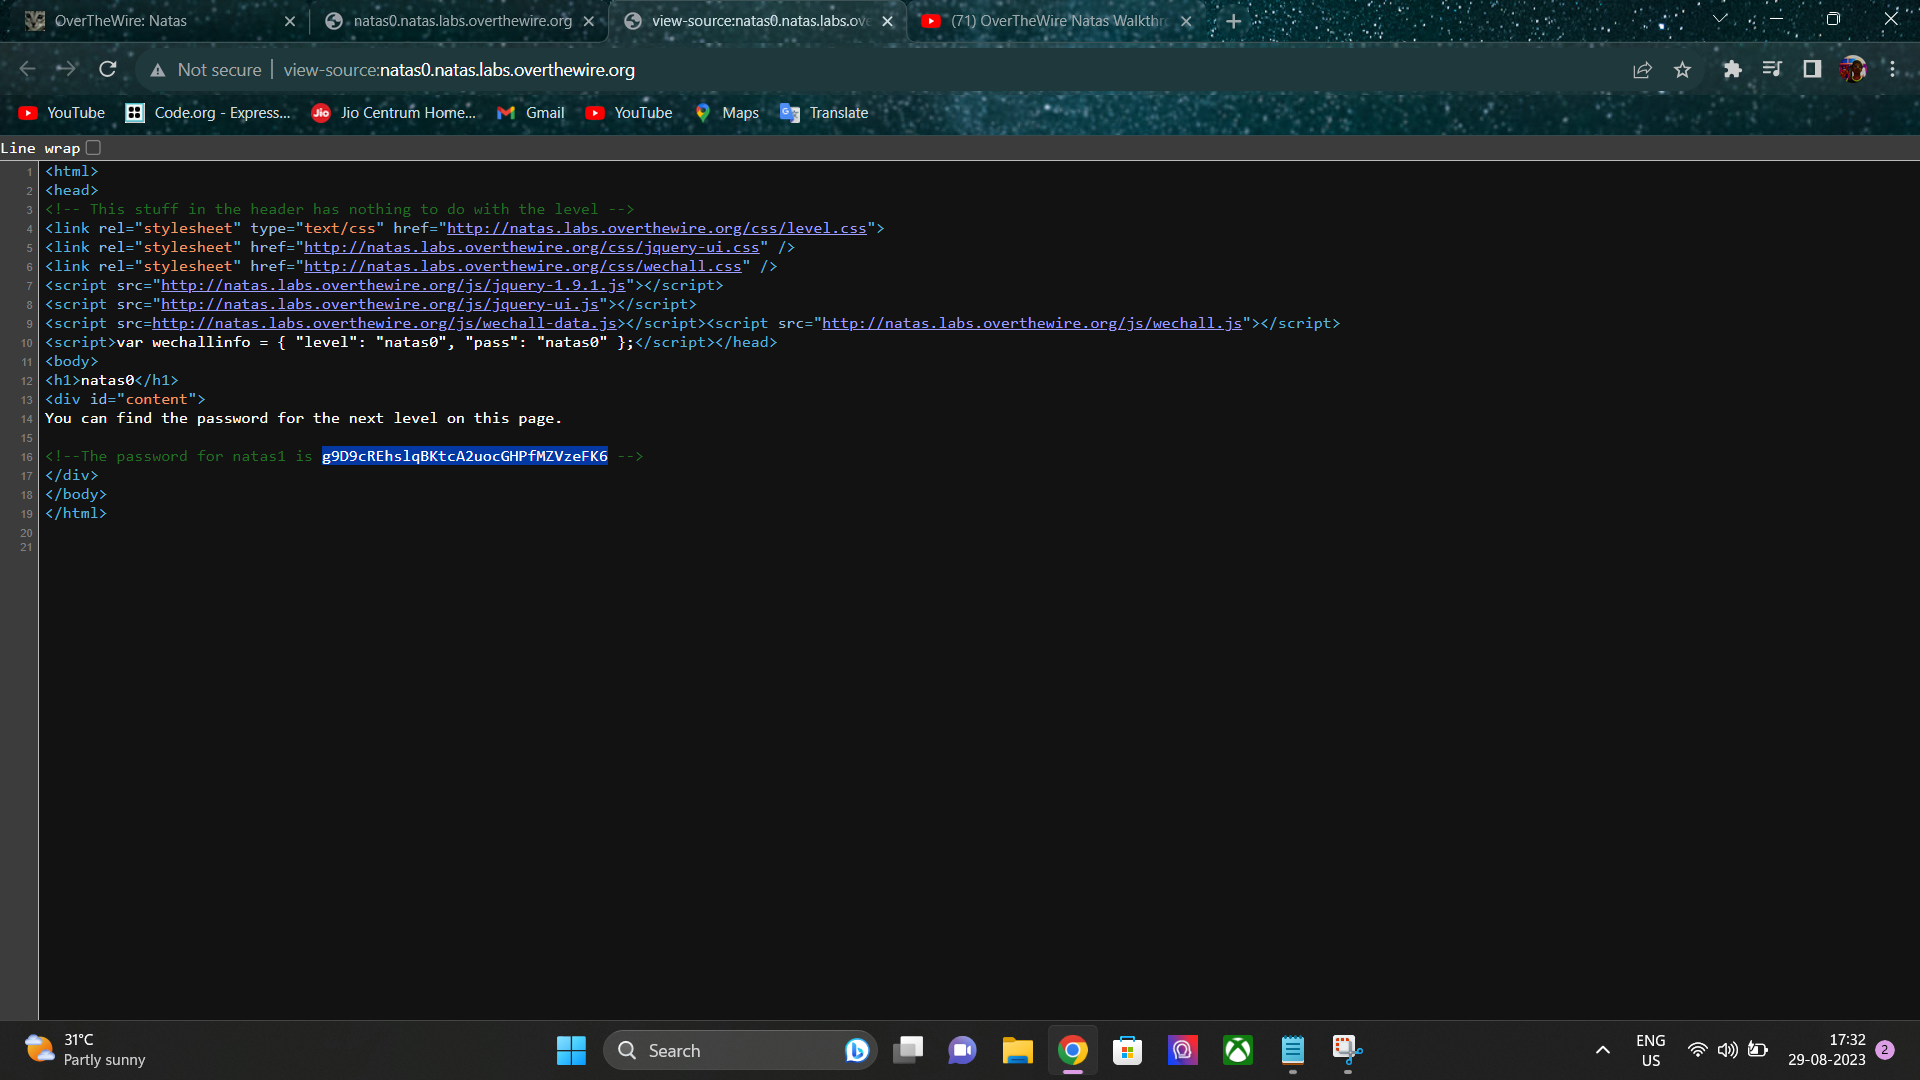 OverTheWire: Natas
natas0.natas.labs.overthewire.org
view-source:natas0.natas.labs.ove
(71) OverTheWire Natas Walkthr
Not secure
view-source:natas0.natas.labs.overthewire.org
YouTube
Code.org - Express...
Jio
Jio Centrum Home...
Gmail
YouTube
Maps
Translate
Line wrap
1 <html>
2 <head>
3 <!-- This stuff in the header has nothing to do with the level -->
4 <link rel="stylesheet" type="text/css" href="http://natas.labs.overthewire.org/css/level.css">
5 <link rel="stylesheet" href="http://natas.labs.overthewire.org/css/jquery-ui.css" />
6 <link rel="stylesheet" href="http://natas.labs.overthewire.org/css/wechall.css" />
7 <script src="http://natas.labs.overthewire.org/js/jquery-1.9.1.js"></script>
8 <script src="http://natas.labs.overthewire.org/js/jquery-ui.js"></script>
9 <script src=http://natas.labs.overthewire.org/js/wechall-data.js></script><script src="http://natas.labs.overthewire.org/js/wechall.js"></script>
10 <script>var wechallinfo = { "level": "natas0", "pass": "natas0" };</script></head>
11 <body>
12 <h1>natas0</h1>
13 <div id="content">
14 You can find the password for the next level on this page.
15
16 <!--The password for natas1 is g9D9cREhslqBKtcA2uocGHPfMZVzeFK6 -->
17 </div>
18 </body>
19 </html>
20
21
31°C
Partly sunny
Search
ENG
US
17:32
29-08-2023
2